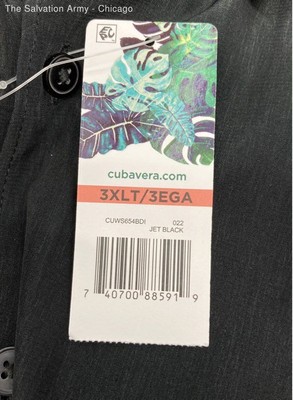 The Salvation Army - Chicago
cubavera.com
3XLT/3EGA
CUWS654BDI 022
JET BLACK
7 40700 88591 9